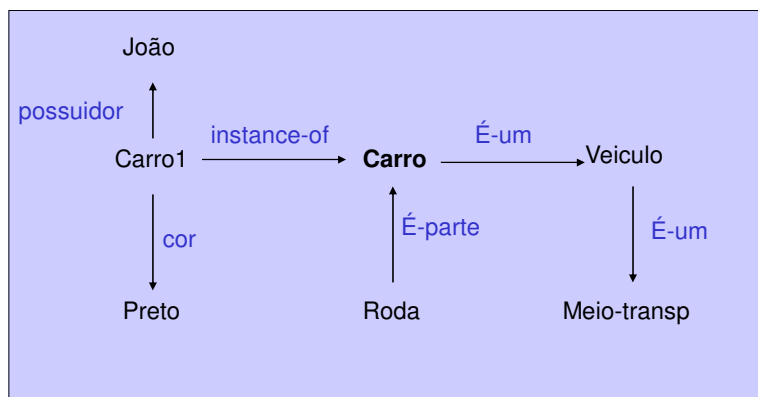 João
possuidor
instance-of
É-um
Carro1
Carro
Veiculo
cor
É-parte
É-um
Preto
Roda
Meio-transp